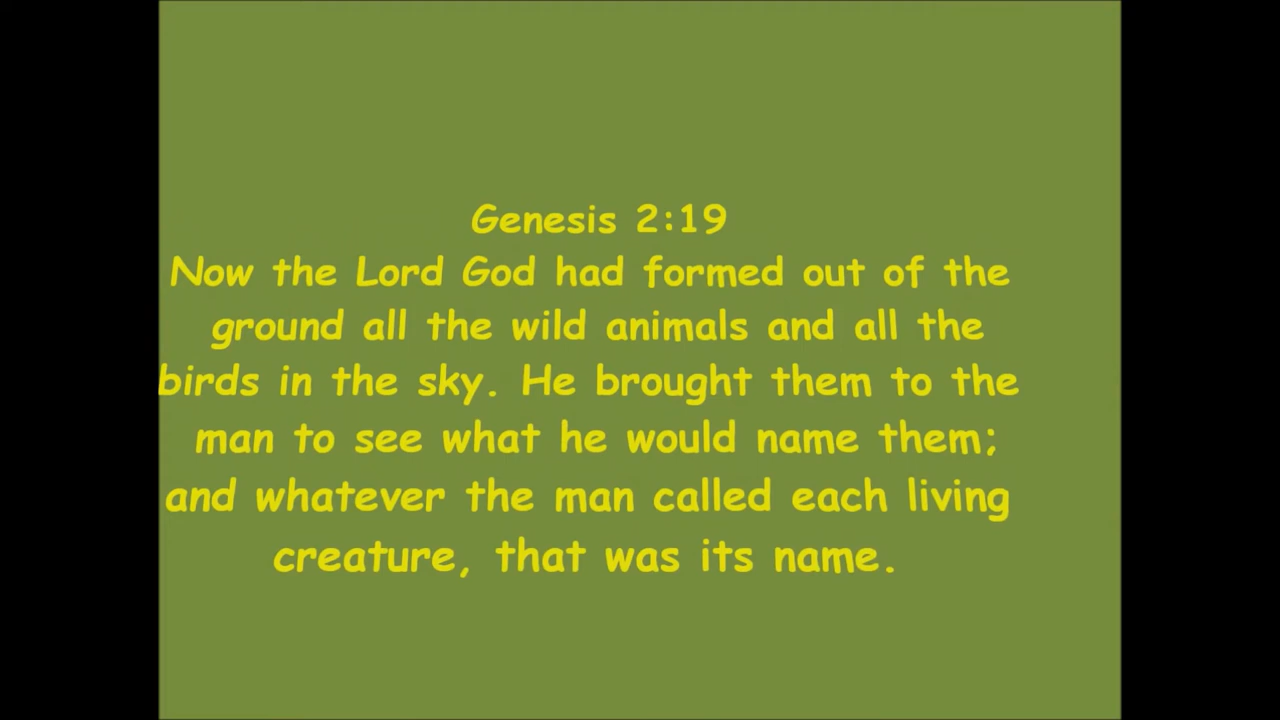 Genesis 2:19
Now the Lord God had formed out of the
ground all the wild animals and all the
birds in the sky. He brought them to the
man to see what he would name them;
and whatever the man called each living
creature, that was its name.